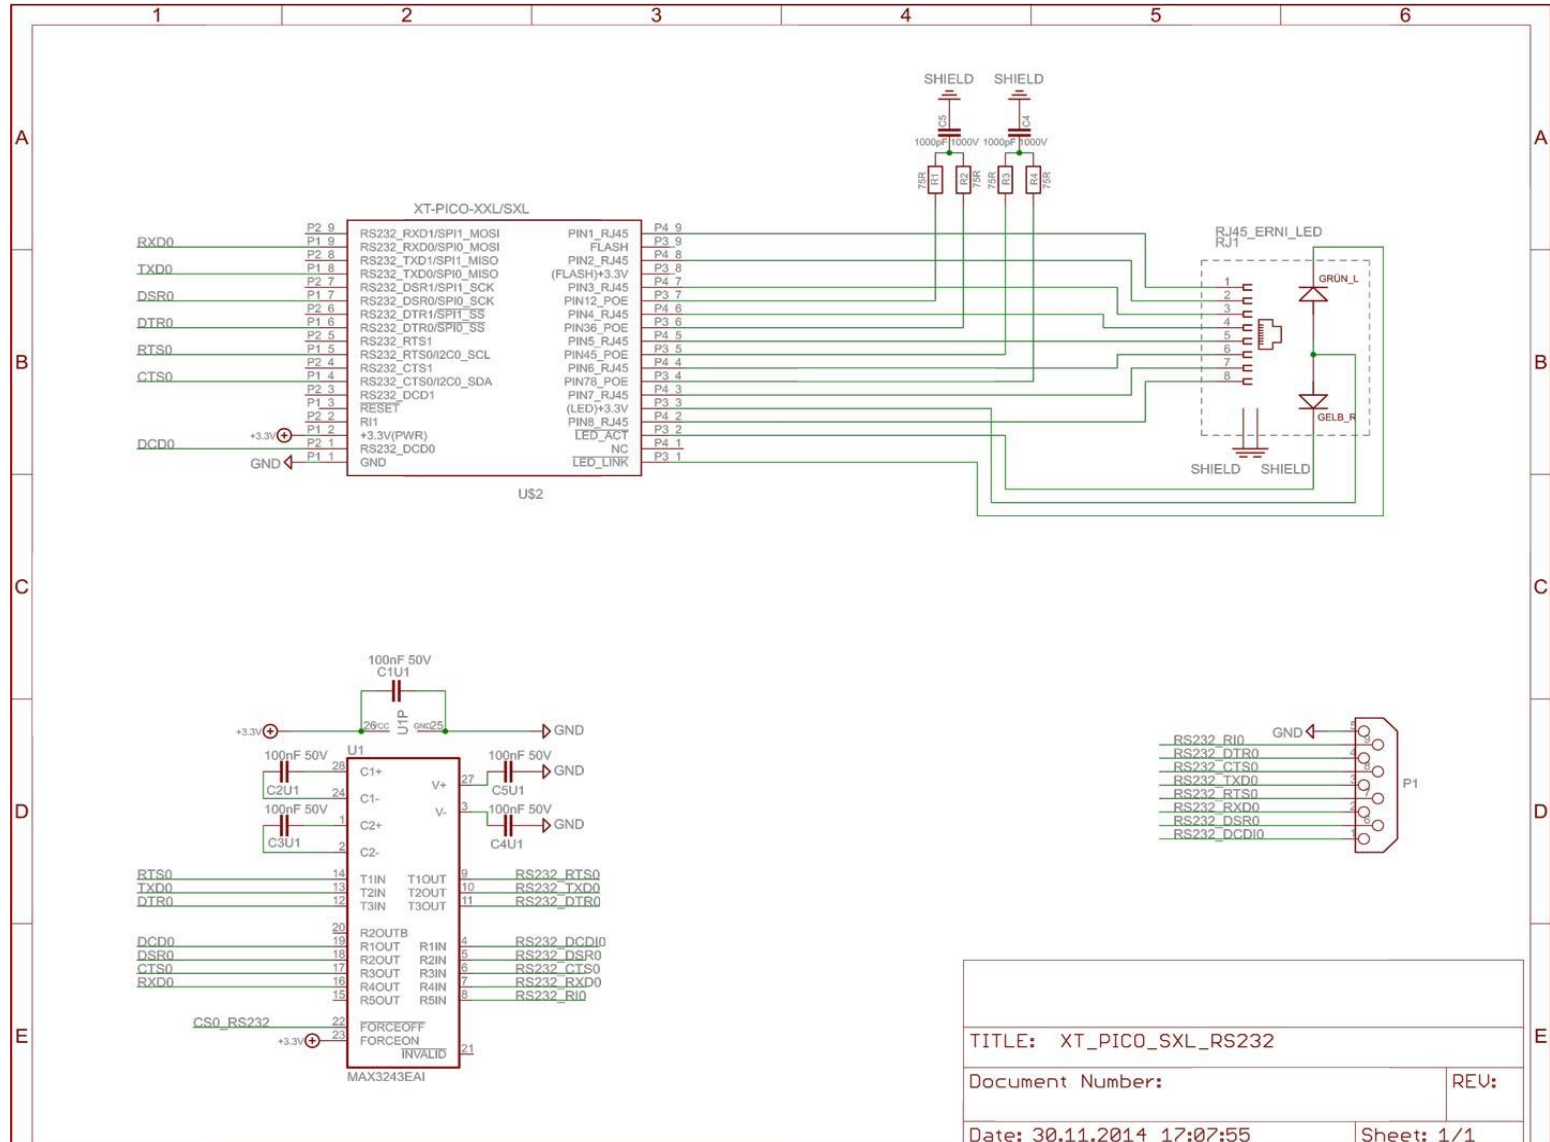 1 2 3 4 5 6
A A
B B
C C
D D
E E
SHIELD SHIELD
C5 C4
1000pF 1000V 1000pF 1000V
75R R1 R2 75R 75R R3 R4 75R
XT-PICO-XXL/SXL
P2 9 RS232_RXD1/SPI1_MOSI PIN1_RJ45 P4 9
RXD0 P1 9 RS232_RXD0/SPI0_MOSI FLASH P3 9
P2 8 RS232_TXD1/SPI1_MISO PIN2_RJ45 P4 8
TXD0 P1 8 RS232_TXD0/SPI0_MISO (FLASH)+3.3V P3 8
P2 7 RS232_DSR1/SPI1_SCK PIN3_RJ45 P4 7
DSR0 P1 7 RS232_DSR0/SPI0_SCK PIN12_POE P3 7
P2 6 RS232_DTR1/SPI1_SS PIN4_RJ45 P4 6
DTR0 P1 6 RS232_DTR0/SPI0_SS PIN36_POE P3 6
P2 5 RS232_RTS1 PIN5_RJ45 P4 5
RTS0 P1 5 RS232_RTS0/I2C0_SCL PIN45_POE P3 5
P2 4 RS232_CTS1 PIN6_RJ45 P4 4
CTS0 P1 4 RS232_CTS0/I2C0_SDA PIN78_POE P3 4
P2 3 RS232_DCD1 PIN7_RJ45 P4 3
P1 3 RESET (LED)+3.3V P3 3
P2 2 RI1 PIN8_RJ45 P4 2
+3.3V P1 2 +3.3V(PWR) LED_ACT P3 2
DCD0 P2 1 RS232_DCD0 NC P4 1
GND P1 1 GND LED_LINK P3 1
U$2
RJ45_ERNI_LED
RJ1
1
2
3
4
5
6
7
8
GRÜN_L
GELB_R
SHIELD SHIELD
100nF 50V
C1U1
+3.3V 26 VCC U1P GND 25 GND
U1
100nF 50V 28 C1+ 100nF 50V GND
C2U1 24 C1- V+ 27 C5U1
100nF 50V 1 C2+ V- 3 100nF 50V GND
C3U1 2 C2- C4U1
RTS0 14 T1IN T1OUT 9 RS232_RTS0
TXD0 13 T2IN T2OUT 10 RS232_TXD0
DTR0 12 T3IN T3OUT 11 RS232_DTR0
20 R2OUTB
DCD0 19 R1OUT R1IN 4 RS232_DCDI0
DSR0 18 R2OUT R2IN 5 RS232_DSR0
CTS0 17 R3OUT R3IN 6 RS232_CTS0
RXD0 16 R4OUT R4IN 7 RS232_RXD0
15 R5OUT R5IN 8 RS232_RI0
CS0_RS232 22 FORCEOFF
+3.3V 23 FORCEON
INVALID 21
MAX3243EAI
GND 5
RS232_RI0 9
RS232_DTR0 4
RS232_CTS0 8
RS232_TXD0 3
RS232_RTS0 7
RS232_RXD0 2
RS232_DSR0 6
RS232_DCDI0 1
P1
TITLE: XT_PICO_SXL_RS232
Document Number: REV:
Date: 30.11.2014 17:07:55 Sheet: 1/1